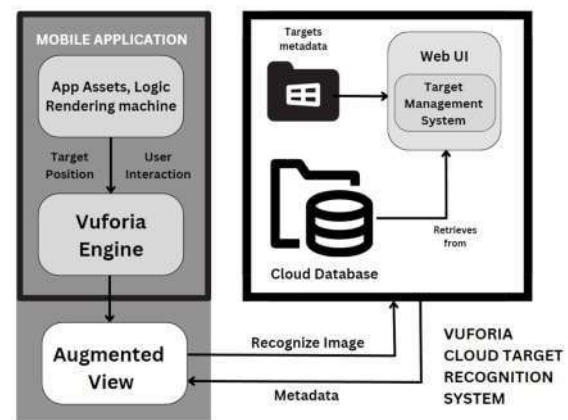 MOBILE APPLICATION
App Assets, Logic
Rendering machine
Target
Position
User
Interaction
Vuforia
Engine
Augmented
View
Targets
metadata
Web UI
Target
Management
System
Retrieves
from
Cloud Database
Recognize Image
Metadata
VUFORIA
CLOUD TARGET
RECOGNITION
SYSTEM